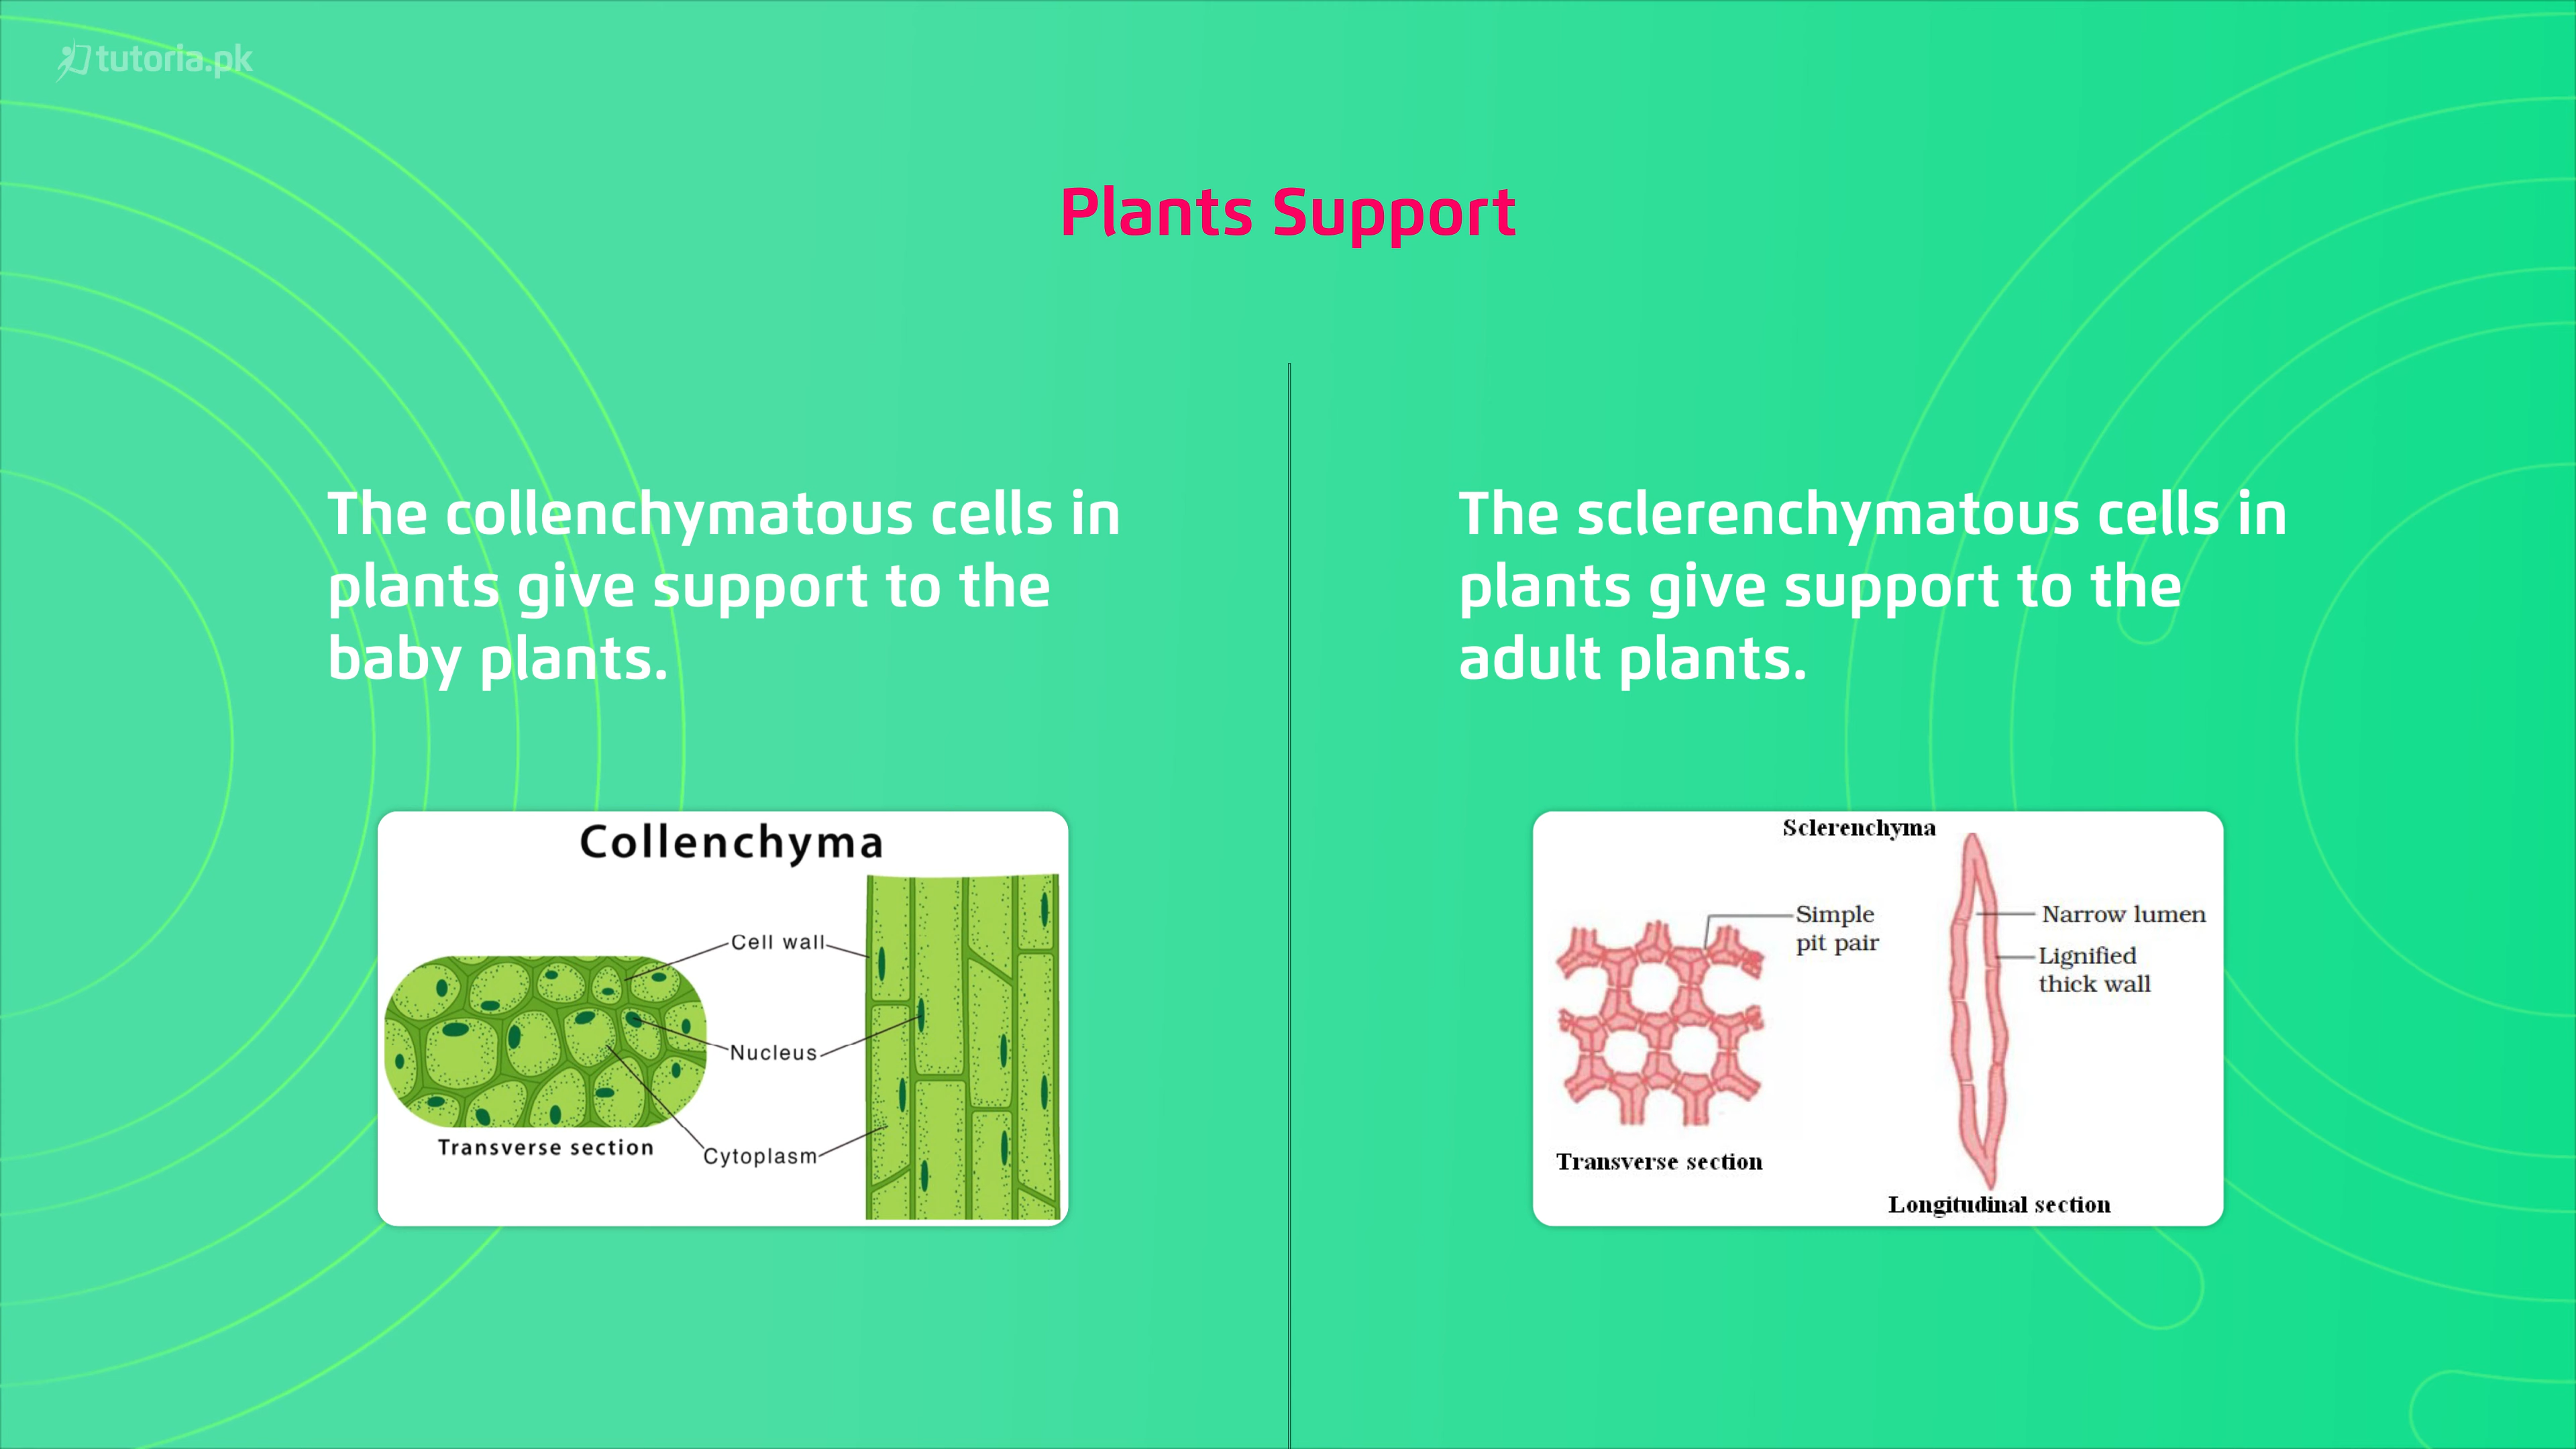 tutoria.pk
Plants Support
The collenchymatous cells in
plants give support to the
baby plants.
Collenchyma
Cell wall
Nucleus
Cytoplasm
Transverse section
The sclerenchymatous cells in
plants give support to the
adult plants.
Sclerenchyma
Simple
pit pair
Narrow lumen
Lignified
thick wall
Transverse section
Longitudinal section